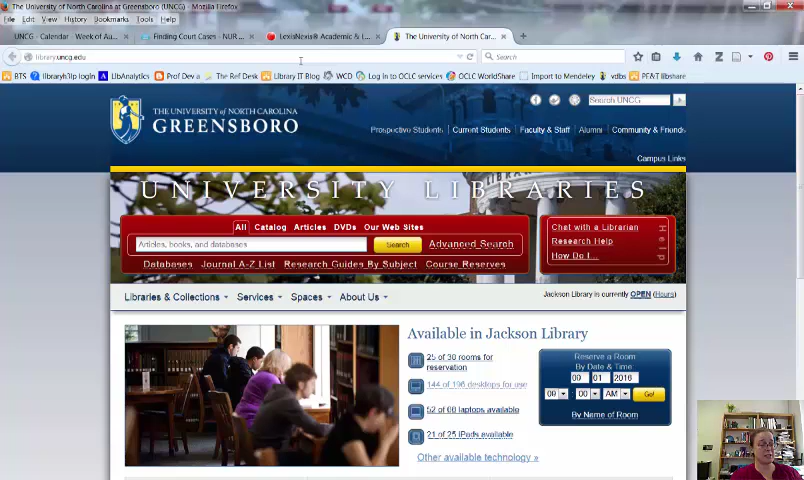 The University of North Carolina at Greensboro (UNCG) - Mozilla Firefox
File Edit View History Bookmarks Tools Help
UNCG - Calendar - Week of Au... × Finding Court Cases - NUR ... × LexisNexis® Academic & L... × The University of North Car... ×
library.uncg.edu
Search
BTS libraryh3lp login LibAnalytics Prof Dev a The Ref Desk Library IT Blog WCD Log in to OCLC services OCLC WorldShare Import to Mendeley vdbs PE&T libshare
THE UNIVERSITY of NORTH CAROLINA
GREENSBORO
Search UNCG
Prospective Students Current Students Faculty & Staff Alumni Community & Friends
Campus Links
UNIVERSITY LIBRARIES
All Catalog Articles DVDs Our Web Sites
Articles, books, and databases Search Advanced Search
Databases Journal A-Z List Research Guides By Subject Course Reserves
Chat with a Librarian
Research Help
How Do I...
Help
Libraries & Collections Services Spaces About Us
Jackson Library is currently OPEN (Hours)
Available in Jackson Library
25 of 30 rooms for
reservation
144 of 196 desktops for use
52 of 60 laptops available
21 of 25 iPads available
Other available technology »
Reserve a Room
By Date & Time
09 01 2016
00 00 AM Go!
By Name of Room